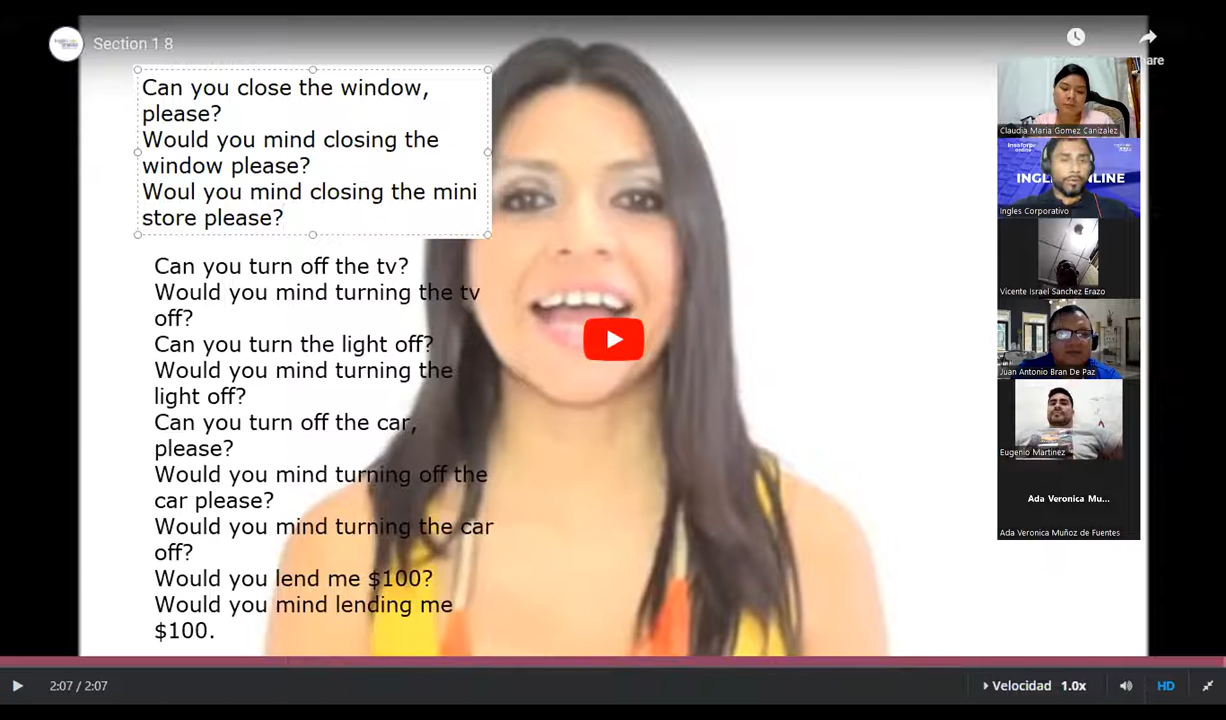 Section 1 8
are
Can you close the window,
please?
Would you mind closing the
window please?
Woul you mind closing the mini
store please?
Can you turn off the tv?
Would you mind turning the tv
off?
Can you turn the light off?
Would you mind turning the
light off?
Can you turn off the car,
please?
Would you mind turning off the
car please?
Would you mind turning the car
off?
Would you lend me $100?
Would you mind lending me
$100.
Claudia Maria Gomez Canizalez
Ingles Corporativo
Vicente Israel Sanchez Erazo
Juan Antonio Bran De Paz
Eugenio Martinez
Ada Veronica Mu...
Ada Veronica Muñoz de Fuentes
2:07 / 2:07
Velocidad 1.0x
HD